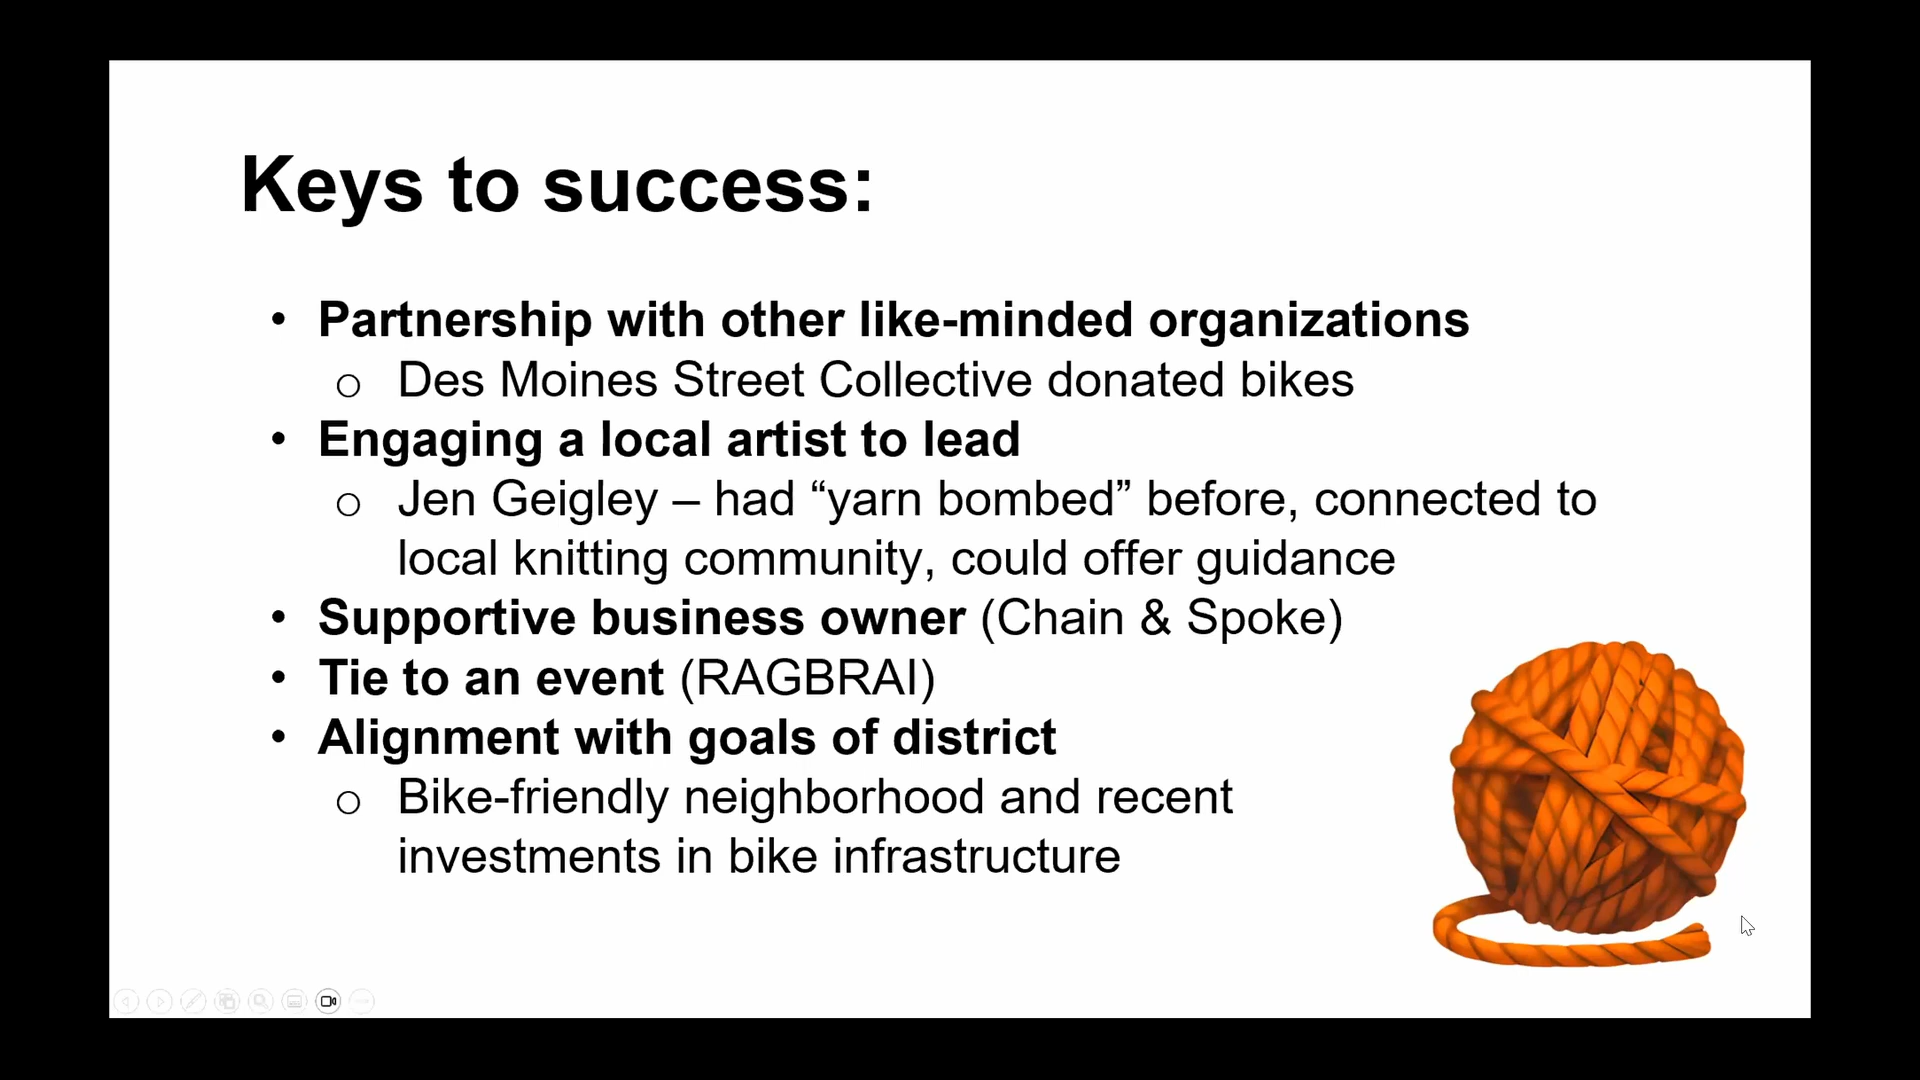 Keys to success:
• Partnership with other like-minded organizations
o Des Moines Street Collective donated bikes
• Engaging a local artist to lead
o Jen Geigley – had “yarn bombed” before, connected to
local knitting community, could offer guidance
• Supportive business owner (Chain & Spoke)
• Tie to an event (RAGBRAI)
• Alignment with goals of district
o Bike-friendly neighborhood and recent
investments in bike infrastructure